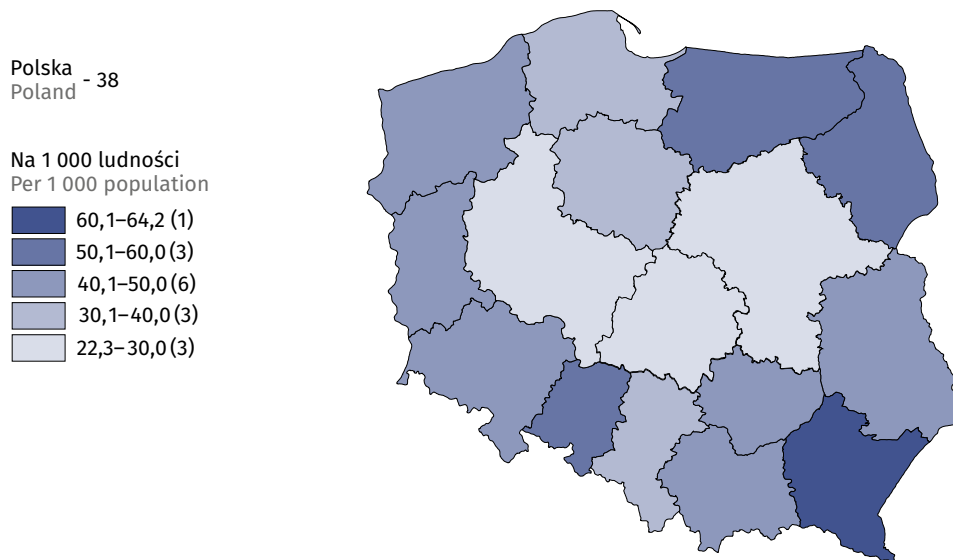 Polska
Poland - 38
Na 1 000 ludności
Per 1 000 population
60,1–64,2 (1)
50,1–60,0 (3)
40,1–50,0 (6)
30,1–40,0 (3)
22,3–30,0 (3)